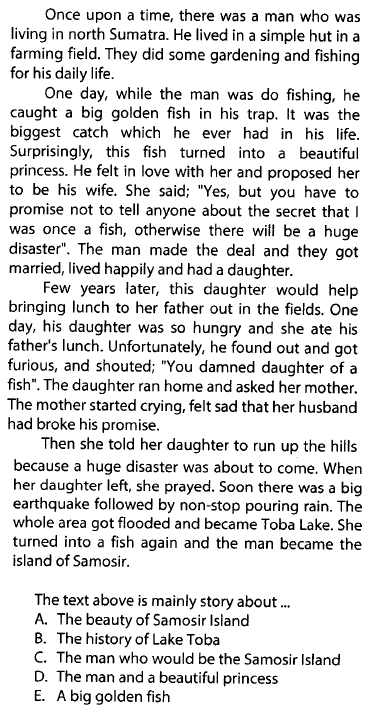 Once upon a time, there was a man who was
living in north Sumatra. He lived in a simple hut in a
farming field. They did some gardening and fishing
for his daily life.
One day, while the man was do fishing, he
caught a big golden fish in his trap. It was the
biggest catch which he ever had in his life.
Surprisingly, this fish turned into a beautiful
princess. He felt in love with her and proposed her
to be his wife. She said; "Yes, but you have to
promise not to tell anyone about the secret that I
was once a fish, otherwise there will be a huge
disaster". The man made the deal and they got
married, lived happily and had a daughter.
Few years later, this daughter would help
bringing lunch to her father out in the fields. One
day, his daughter was so hungry and she ate his
father's lunch. Unfortunately, he found out and got
furious, and shouted; "You damned daughter of a
fish". The daughter ran home and asked her mother.
The mother started crying, felt sad that her husband
had broke his promise.
Then she told her daughter to run up the hills
because a huge disaster was about to come. When
her daughter left, she prayed. Soon there was a big
earthquake followed by non-stop pouring rain. The
whole area got flooded and became Toba Lake. She
turned into a fish again and the man became the
island of Samosir.
The text above is mainly story about ...
A. The beauty of Samosir Island
B. The history of Lake Toba
C. The man who would be the Samosir Island
D. The man and a beautiful princess
E. A big golden fish